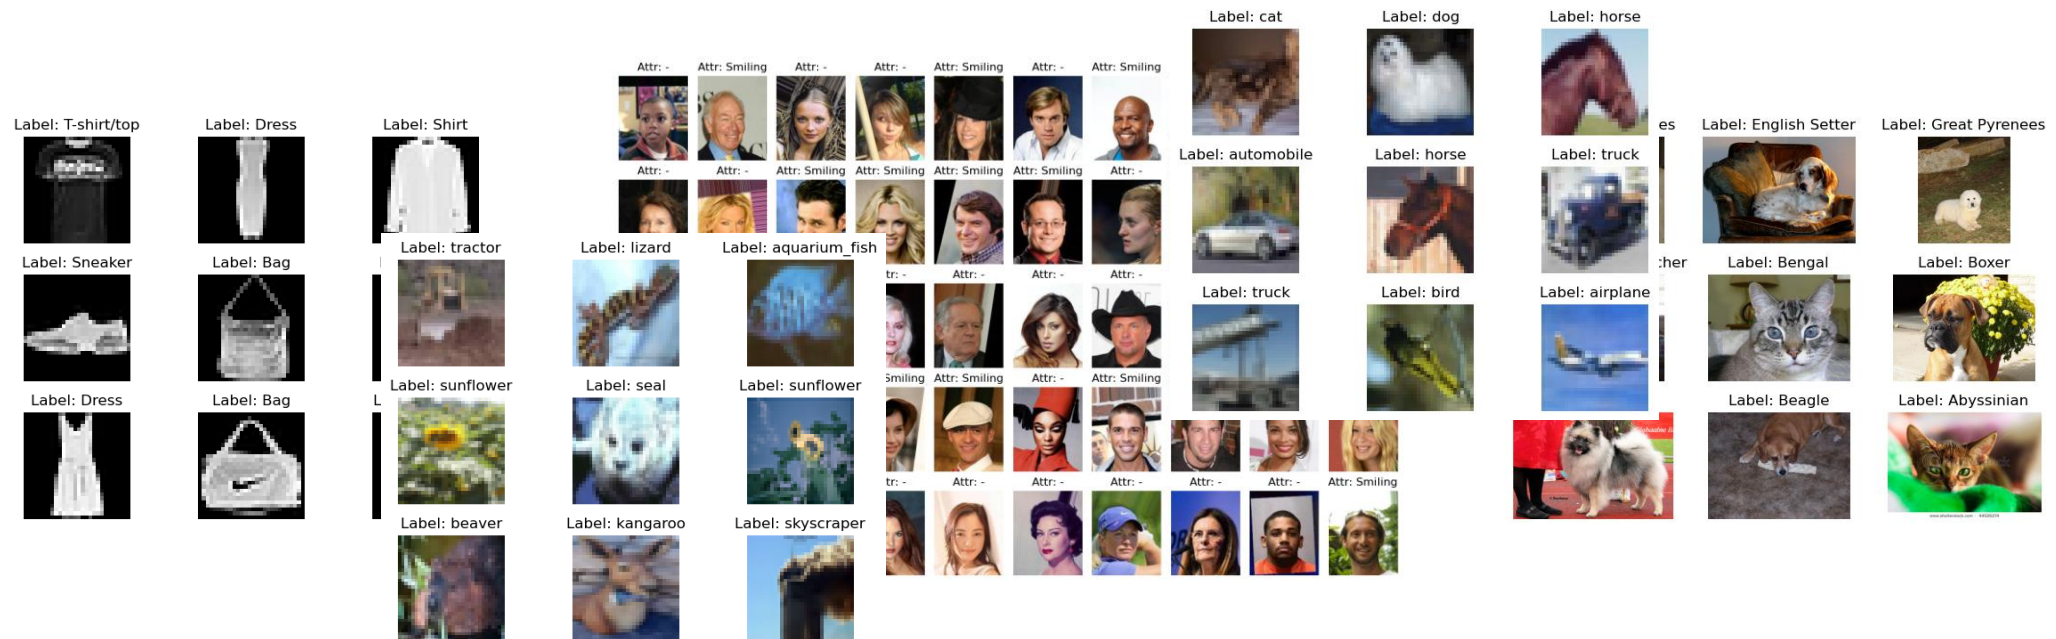 Label: T-shirt/top
Label: Dress
Label: Shirt
Label: Sneaker
Label: Bag
Label: Dress
Label: Bag
Attr: -
Attr: Smiling
Attr: -
Attr: -
Attr: Smiling
Attr: -
Attr: Smiling
Attr: -
Attr: -
Attr: Smiling
Attr: Smiling
Attr: Smiling
Attr: Smiling
Attr: -
tr: -
Attr: -
Attr: -
Attr: -
Smiling
Attr: Smiling
Attr: -
Attr: Smiling
tr: -
Attr: -
Attr: -
Attr: -
Attr: -
Attr: -
Attr: Smiling
Label: tractor
Label: lizard
Label: aquarium_fish
Label: sunflower
Label: seal
Label: sunflower
Label: beaver
Label: kangaroo
Label: skyscraper
Label: cat
Label: dog
Label: horse
Label: automobile
Label: horse
Label: truck
Label: truck
Label: bird
Label: airplane
es
Label: English Setter
Label: Great Pyrenees
cher
Label: Bengal
Label: Boxer
Label: Beagle
Label: Abyssinian